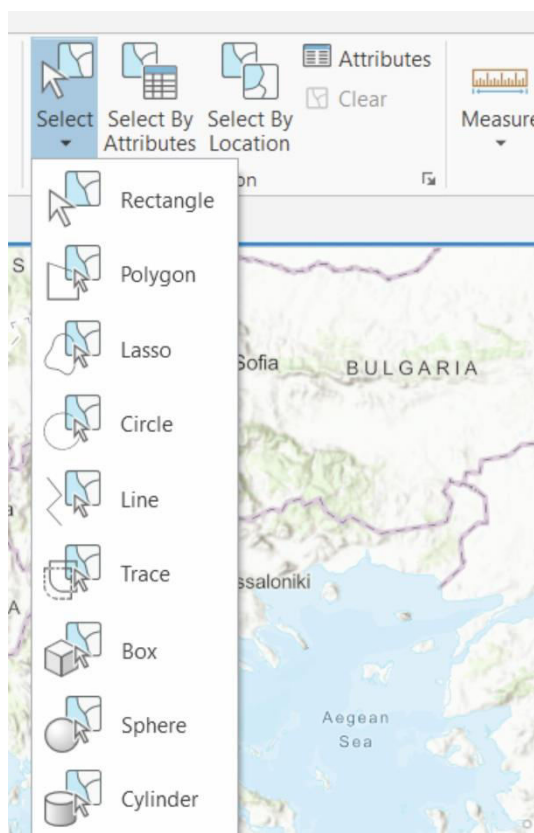 Attributes
Clear
Select
Select By Attributes
Select By Location
Measure
on
Rectangle
Polygon
Lasso
Circle
Line
Trace
Box
Sphere
Cylinder
S
Sofia
BULGARIA
ssaloniki
A
Aegean
Sea